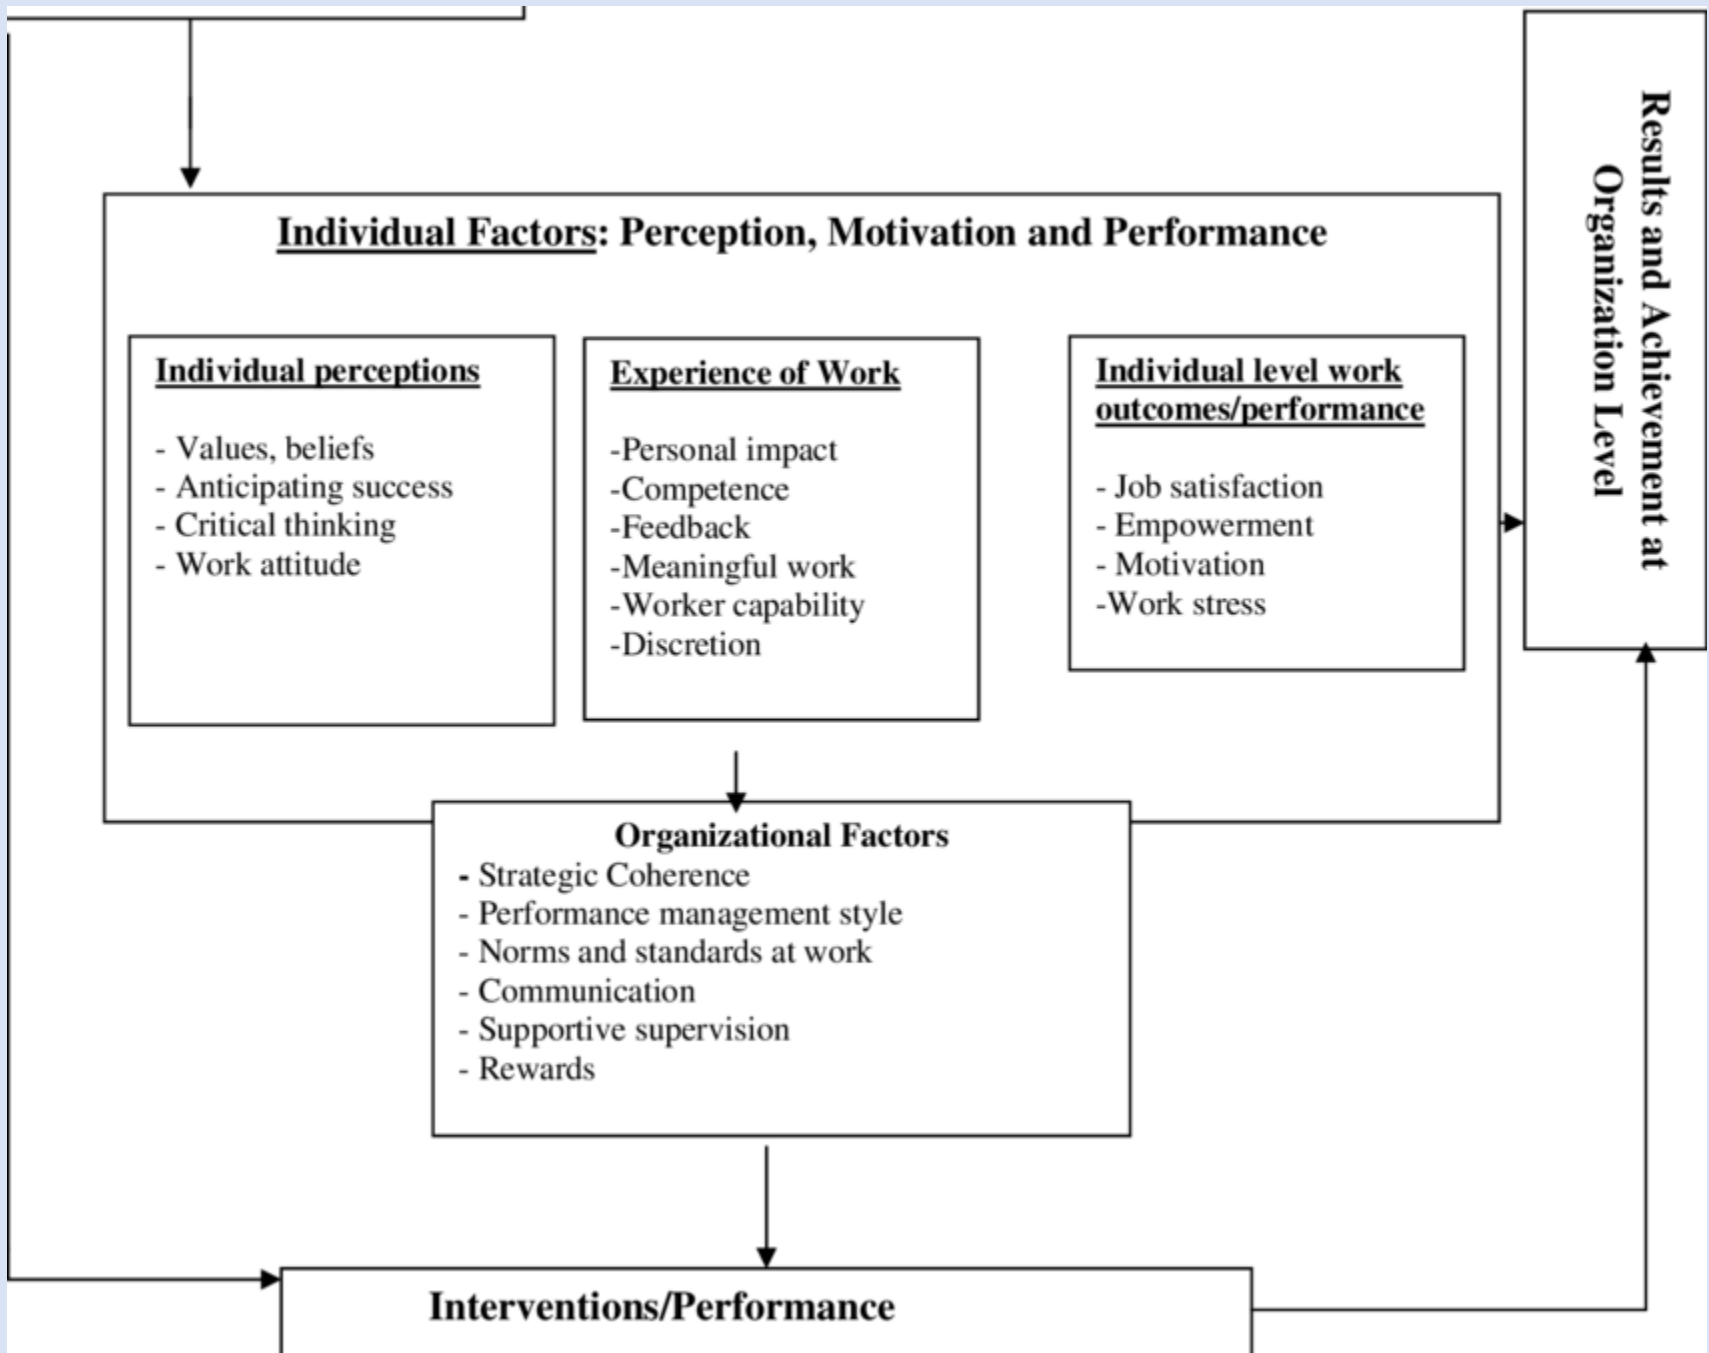 Individual Factors: Perception, Motivation and Performance
Individual perceptions
- Values, beliefs
- Anticipating success
- Critical thinking
- Work attitude
Experience of Work
-Personal impact
-Competence
-Feedback
-Meaningful work
-Worker capability
-Discretion
Individual level work
outcomes/performance
- Job satisfaction
- Empowerment
- Motivation
-Work stress
Results and Achievement at
Organization Level
Organizational Factors
- Strategic Coherence
- Performance management style
- Norms and standards at work
- Communication
- Supportive supervision
- Rewards
Interventions/Performance